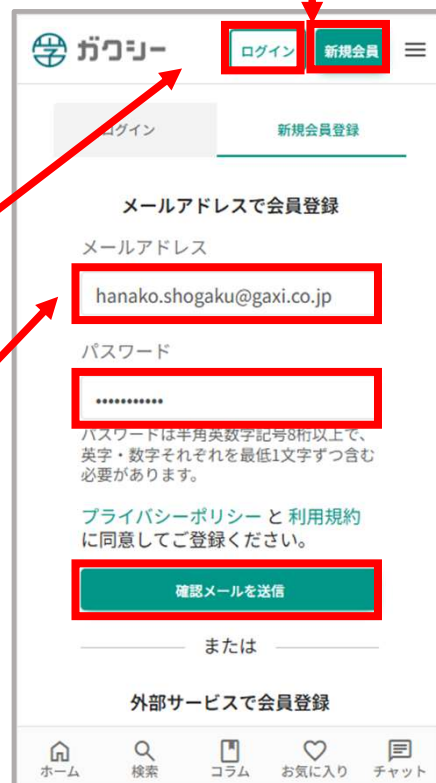 ガクシー
ログイン
新規会員
ログイン
新規会員登録
メールアドレスで会員登録
メールアドレス
hanako.shogaku@gaxi.co.jp
パスワード
•••••••••••
パスワードは半角英数字記号8桁以上で、
英字・数字それぞれを最低1文字ずつ含む
必要があります。
プライバシーポリシー と 利用規約
に同意してご登録ください。
確認メールを送信
または
外部サービスで会員登録
ホーム
検索
コラム
お気に入り
チャット